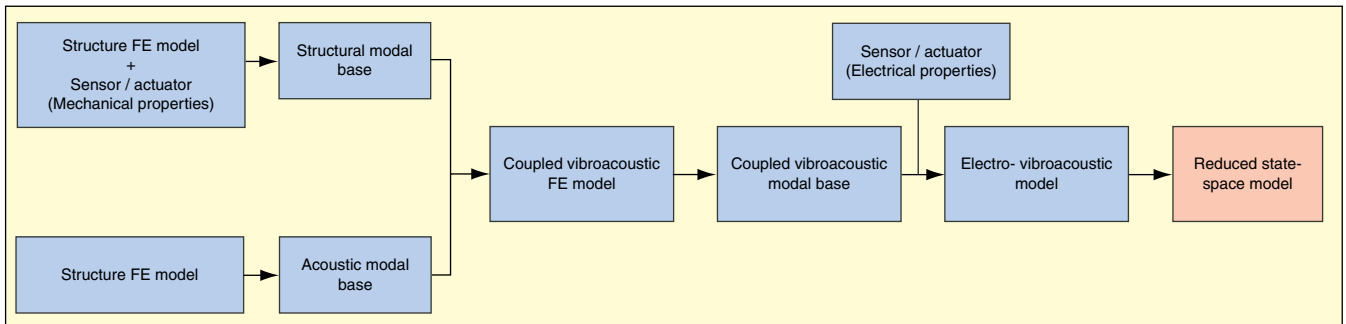 Structure FE model
+
Sensor / actuator
(Mechanical properties)
Structural modal
base
Sensor / actuator
(Electrical properties)
Coupled vibroacoustic
FE model
Coupled vibroacoustic
modal base
Electro- vibroacoustic
model
Reduced state-
space model
Structure FE model
Acoustic modal
base